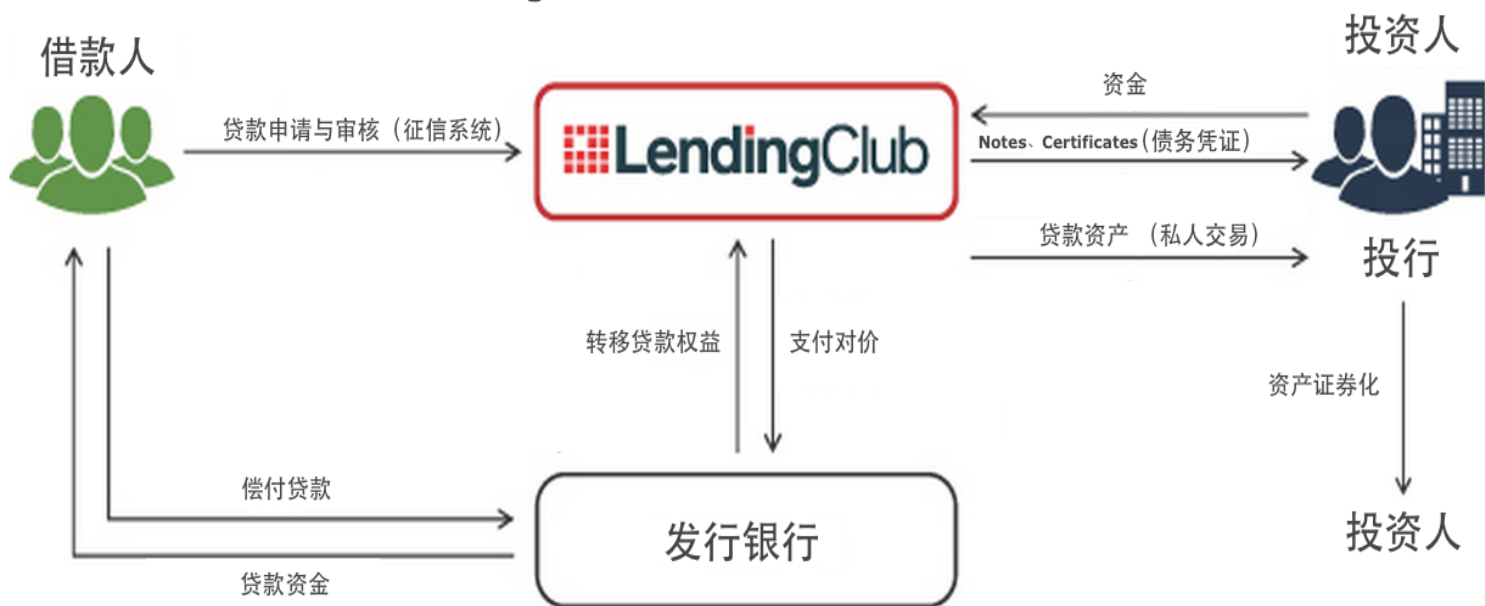 借款人
投资人
贷款申请与审核（征信系统）
LendingClub
资金
Notes、Certificates(债务凭证)
贷款资产 （私人交易）
投行
转移贷款权益
支付对价
资产证券化
偿付贷款
发行银行
投资人
贷款资金